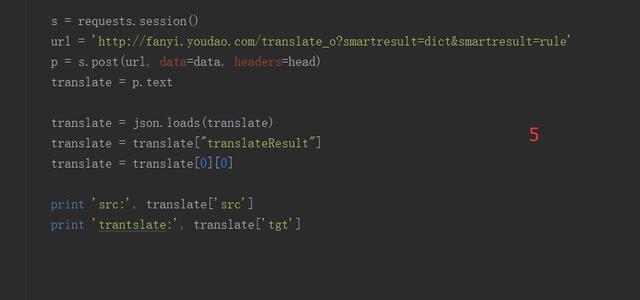 s = requests.session()
url = 'http://fanyi.youdao.com/translate_o?smartresult=dict&smartresult=rule'
p = s.post(url, data=data, headers=head)
translate = p.text
translate = json.loads(translate)
5
translate = translate["translateResult"]
translate = translate[0][0]
print 'src:', translate['src']
print 'trantslate:', translate['tgt']